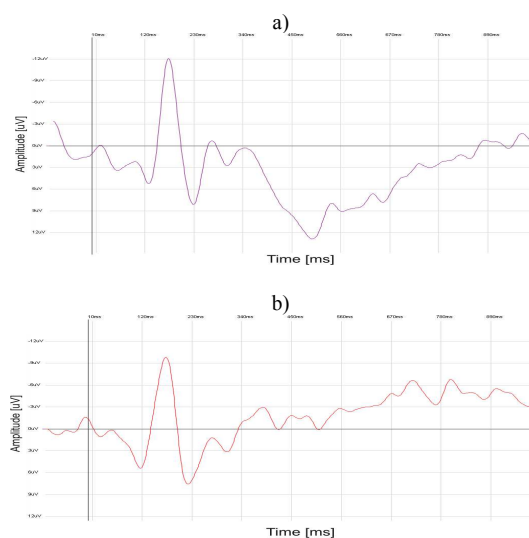 a)
10ms 120ms 230ms 340ms 450ms 560ms 670ms 780ms 890ms
-12uV
-9uV
-6uV
-3uV
0uV
3uV
6uV
9uV
12uV
Amplitude [uV]
Time [ms]
b)
10ms 120ms 230ms 340ms 450ms 560ms 670ms 780ms 890ms
-12uV
-9uV
-6uV
-3uV
0uV
3uV
6uV
9uV
12uV
Amplitude [uV]
Time [ms]